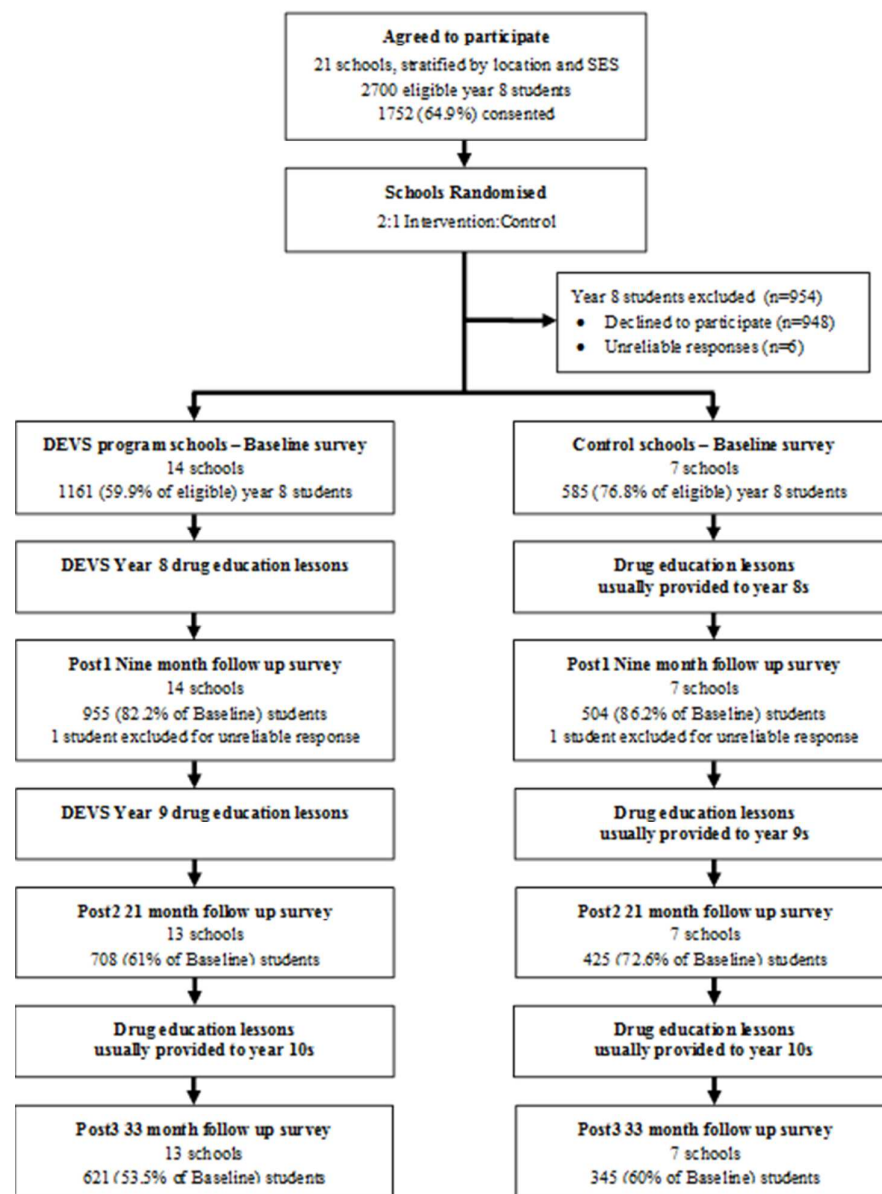 Agreed to participate
21 schools, stratified by location and SES
2700 eligible year 8 students
1752 (64.9%) consented
Schools Randomised
2:1 Intervention:Control
Year 8 students excluded (n=954)
• Declined to participate (n=948)
• Unreliable responses (n=6)
DEVS program schools – Baseline survey
14 schools
1161 (59.9% of eligible) year 8 students
Control schools – Baseline survey
7 schools
585 (76.8% of eligible) year 8 students
DEVS Year 8 drug education lessons
Drug education lessons
usually provided to year 8s
Post1 Nine month follow up survey
14 schools
955 (82.2% of Baseline) students
1 student excluded for unreliable response
Post1 Nine month follow up survey
7 schools
504 (86.2% of Baseline) students
1 student excluded for unreliable response
DEVS Year 9 drug education lessons
Drug education lessons
usually provided to year 9s
Post2 21 month follow up survey
13 schools
708 (61% of Baseline) students
Post2 21 month follow up survey
7 schools
425 (72.6% of Baseline) students
Drug education lessons
usually provided to year 10s
Drug education lessons
usually provided to year 10s
Post3 33 month follow up survey
13 schools
621 (53.5% of Baseline) students
Post3 33 month follow up survey
7 schools
345 (60% of Baseline) students